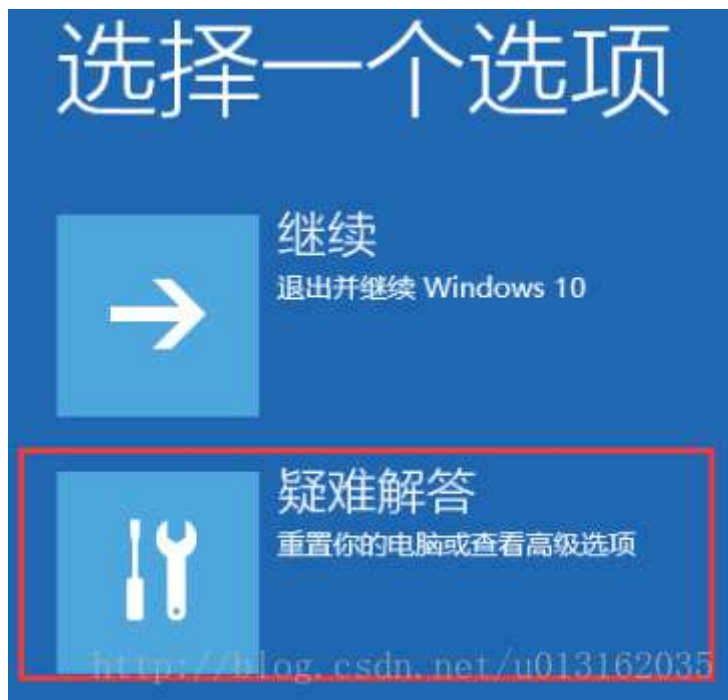 选择一个选项
继续
退出并继续 Windows 10
疑难解答
重置你的电脑或查看高级选项
http://blog.csdn.net/u013162035